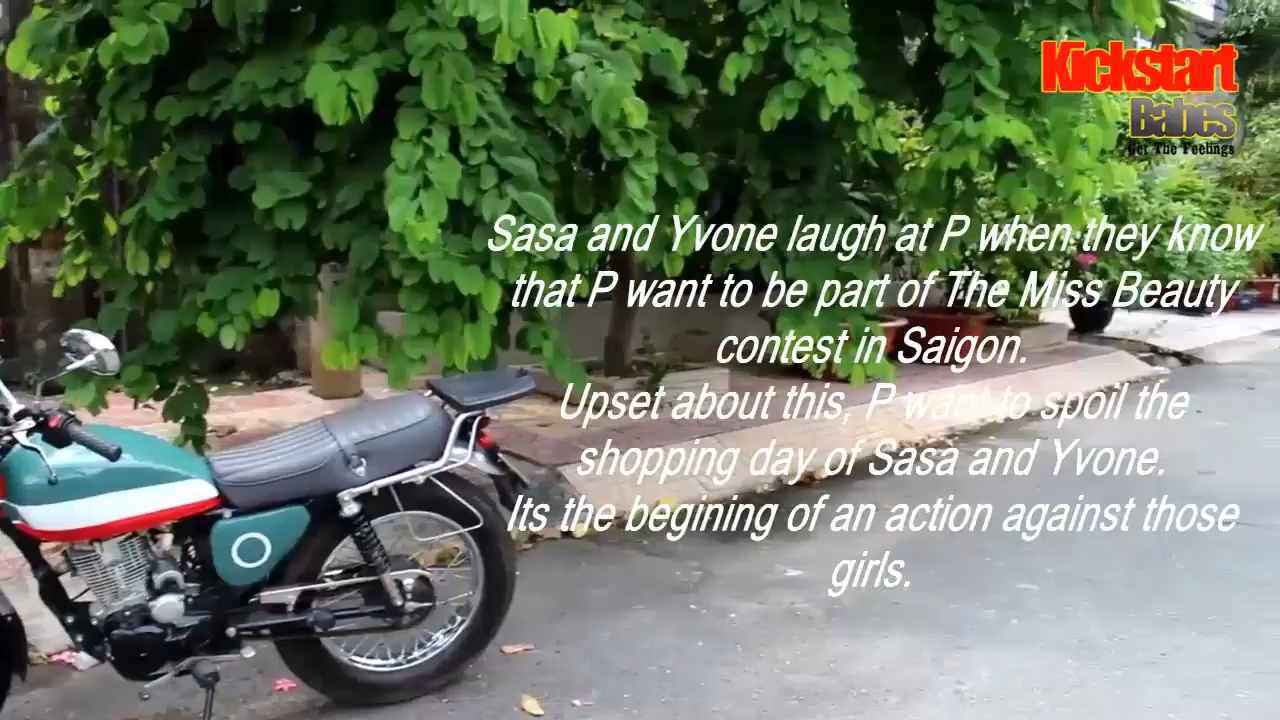 Kickstart
Babes
Get The Feelings
Sasa and Yvone laugh at P when they know
that P want to be part of The Miss Beauty
contest in Saigon.
Upset about this, P want to spoil the
shopping day of Sasa and Yvone.
Its the begining of an action against those
girls.